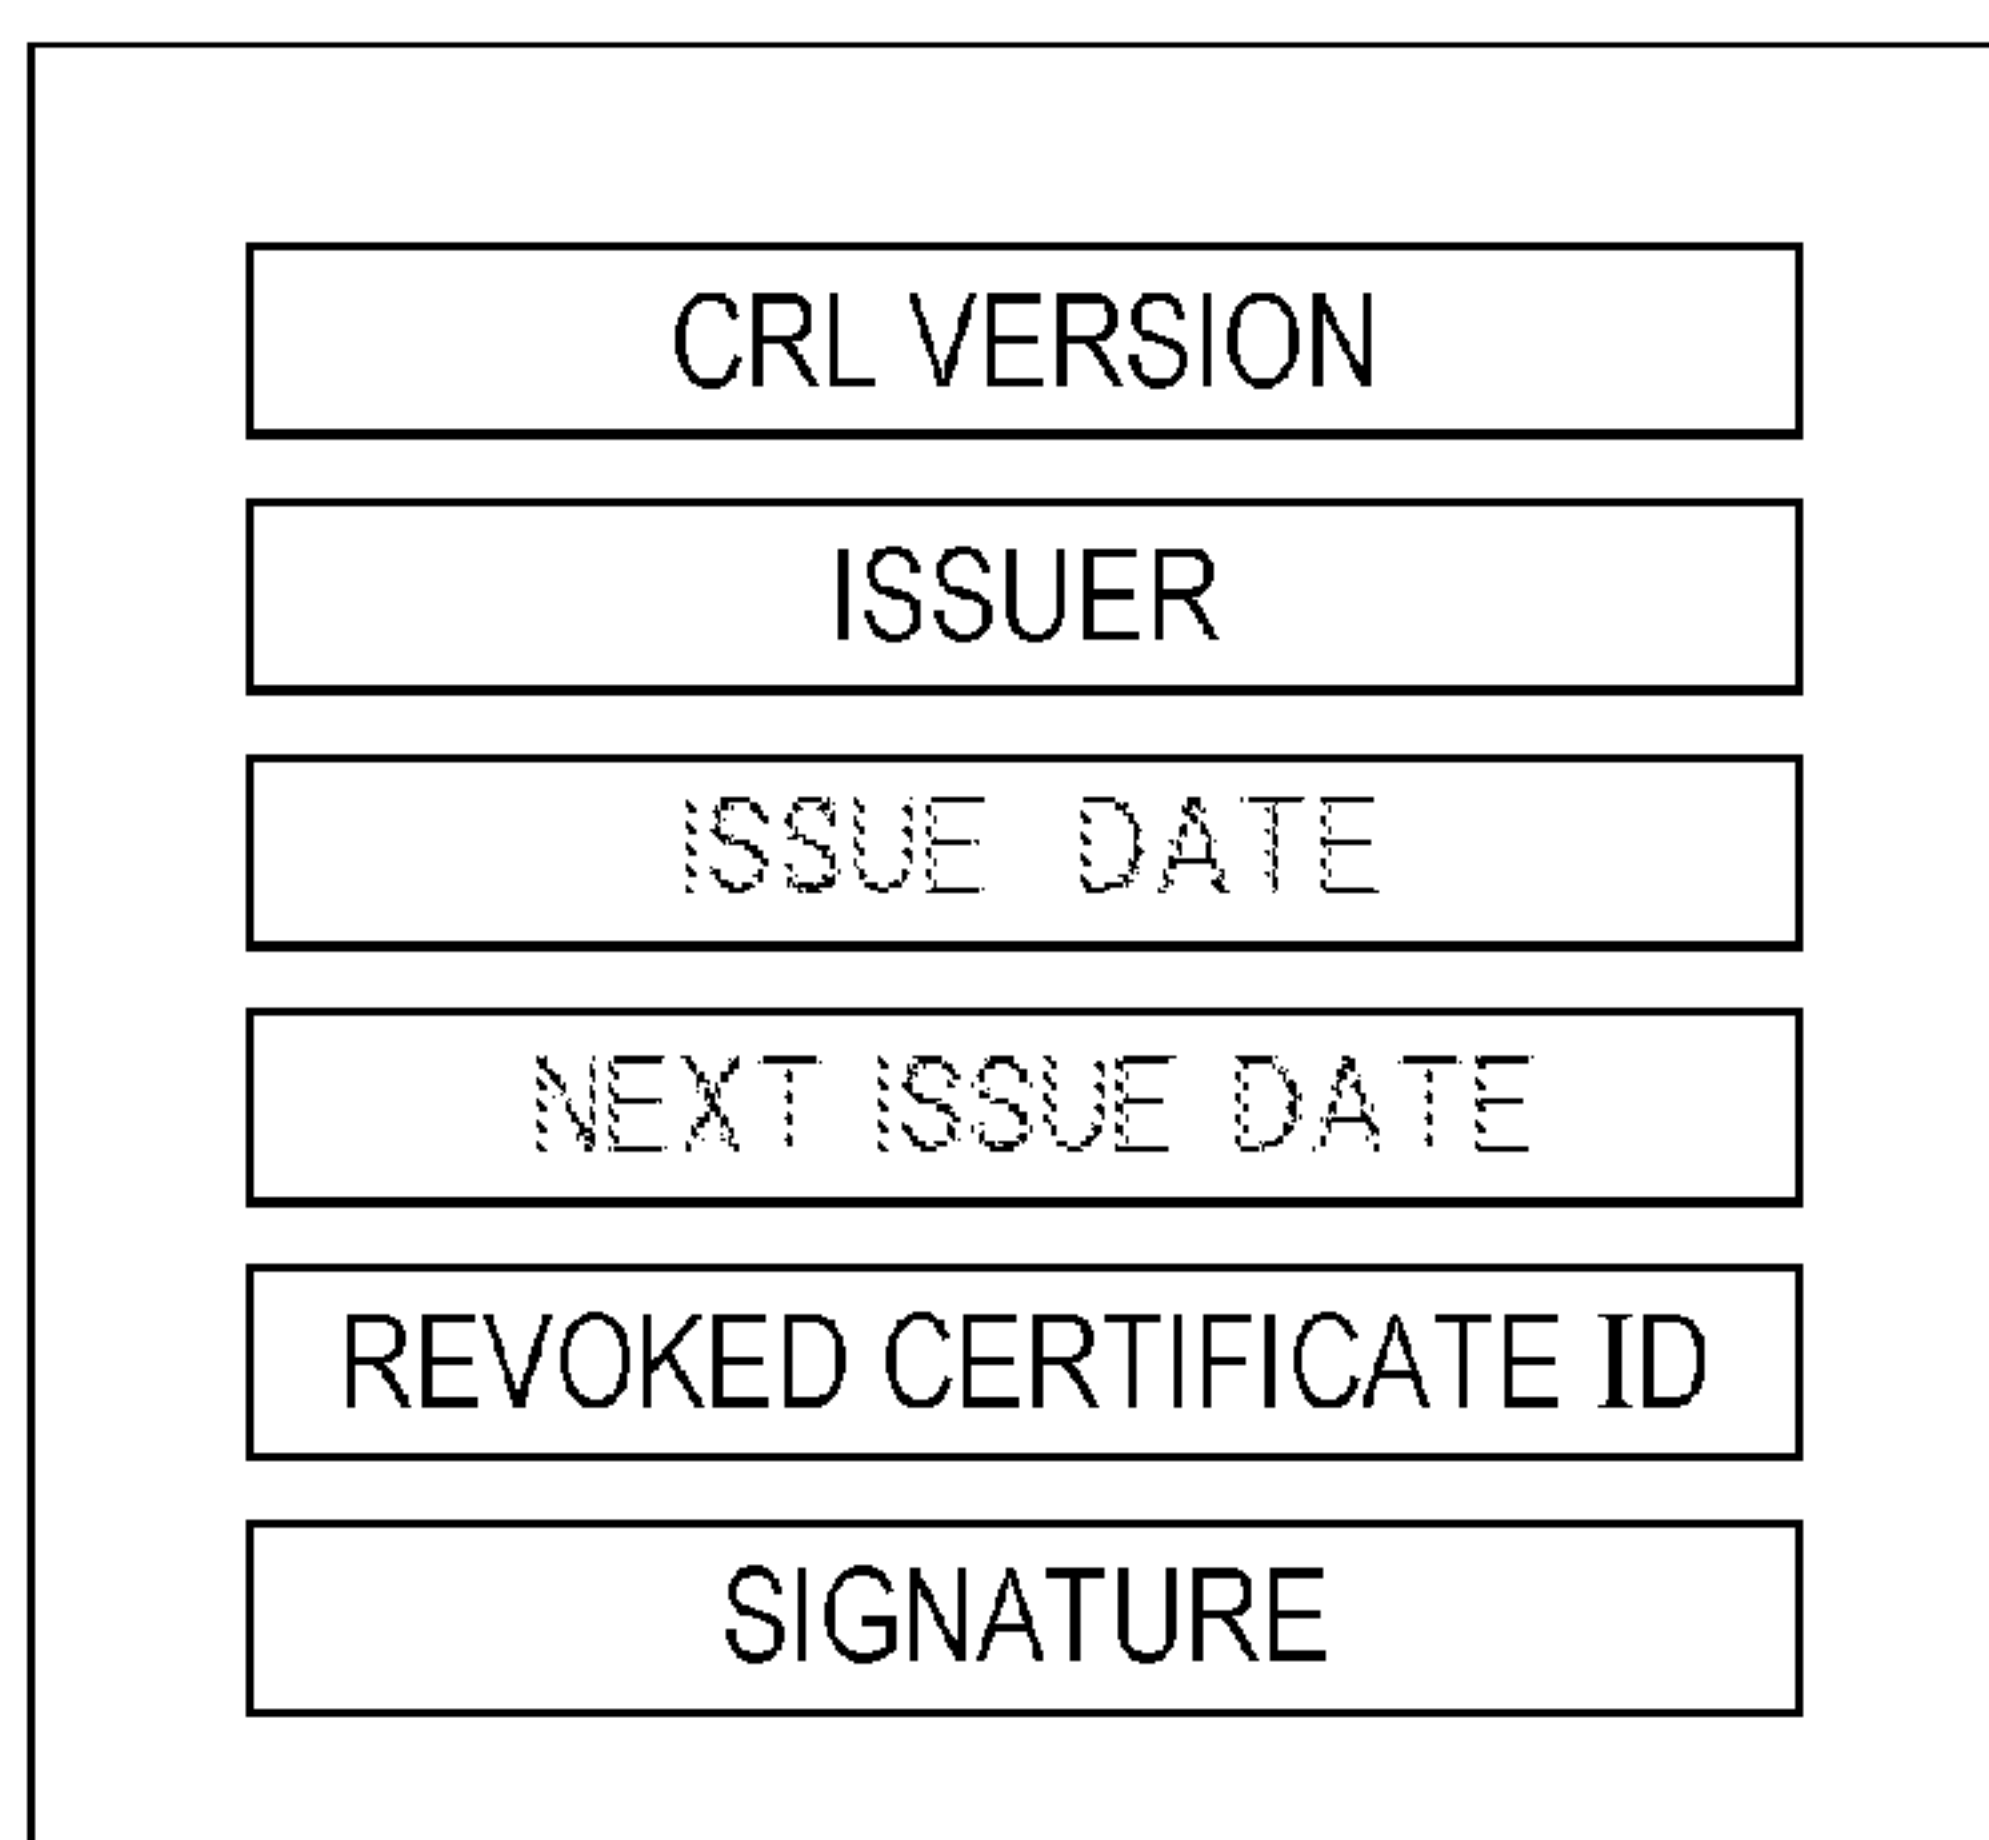 CRL VERSION
ISSUER
ISSUE DATE
NEXT ISSUE DATE
REVOKED CERTIFICATE ID
SIGNATURE